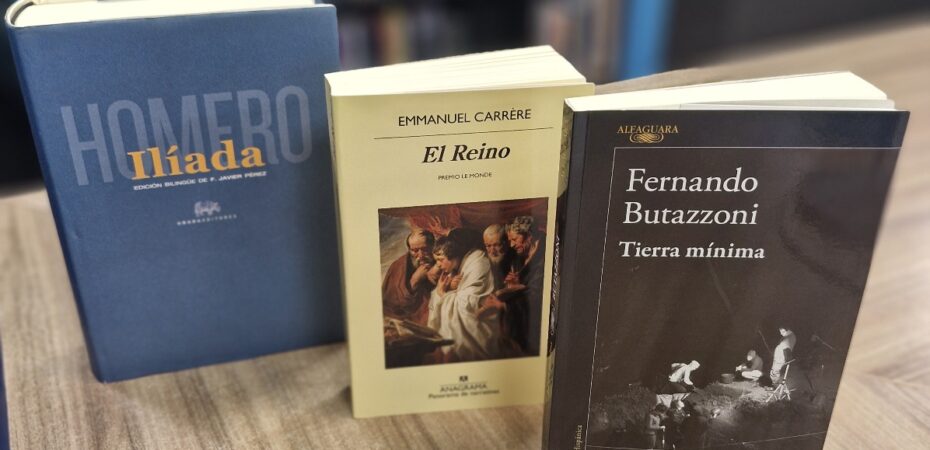 HOMERO
Ilíada
EDICIÓN BILINGÜE DE F. JAVIER PÉREZ
ABADAEDITORES
EMMANUEL CARRÈRE
El Reino
PREMIO LE MONDE
ANAGRAMA
Panorama de narrativas
ALFAGUARA
Fernando
Butazzoni
Tierra mínima